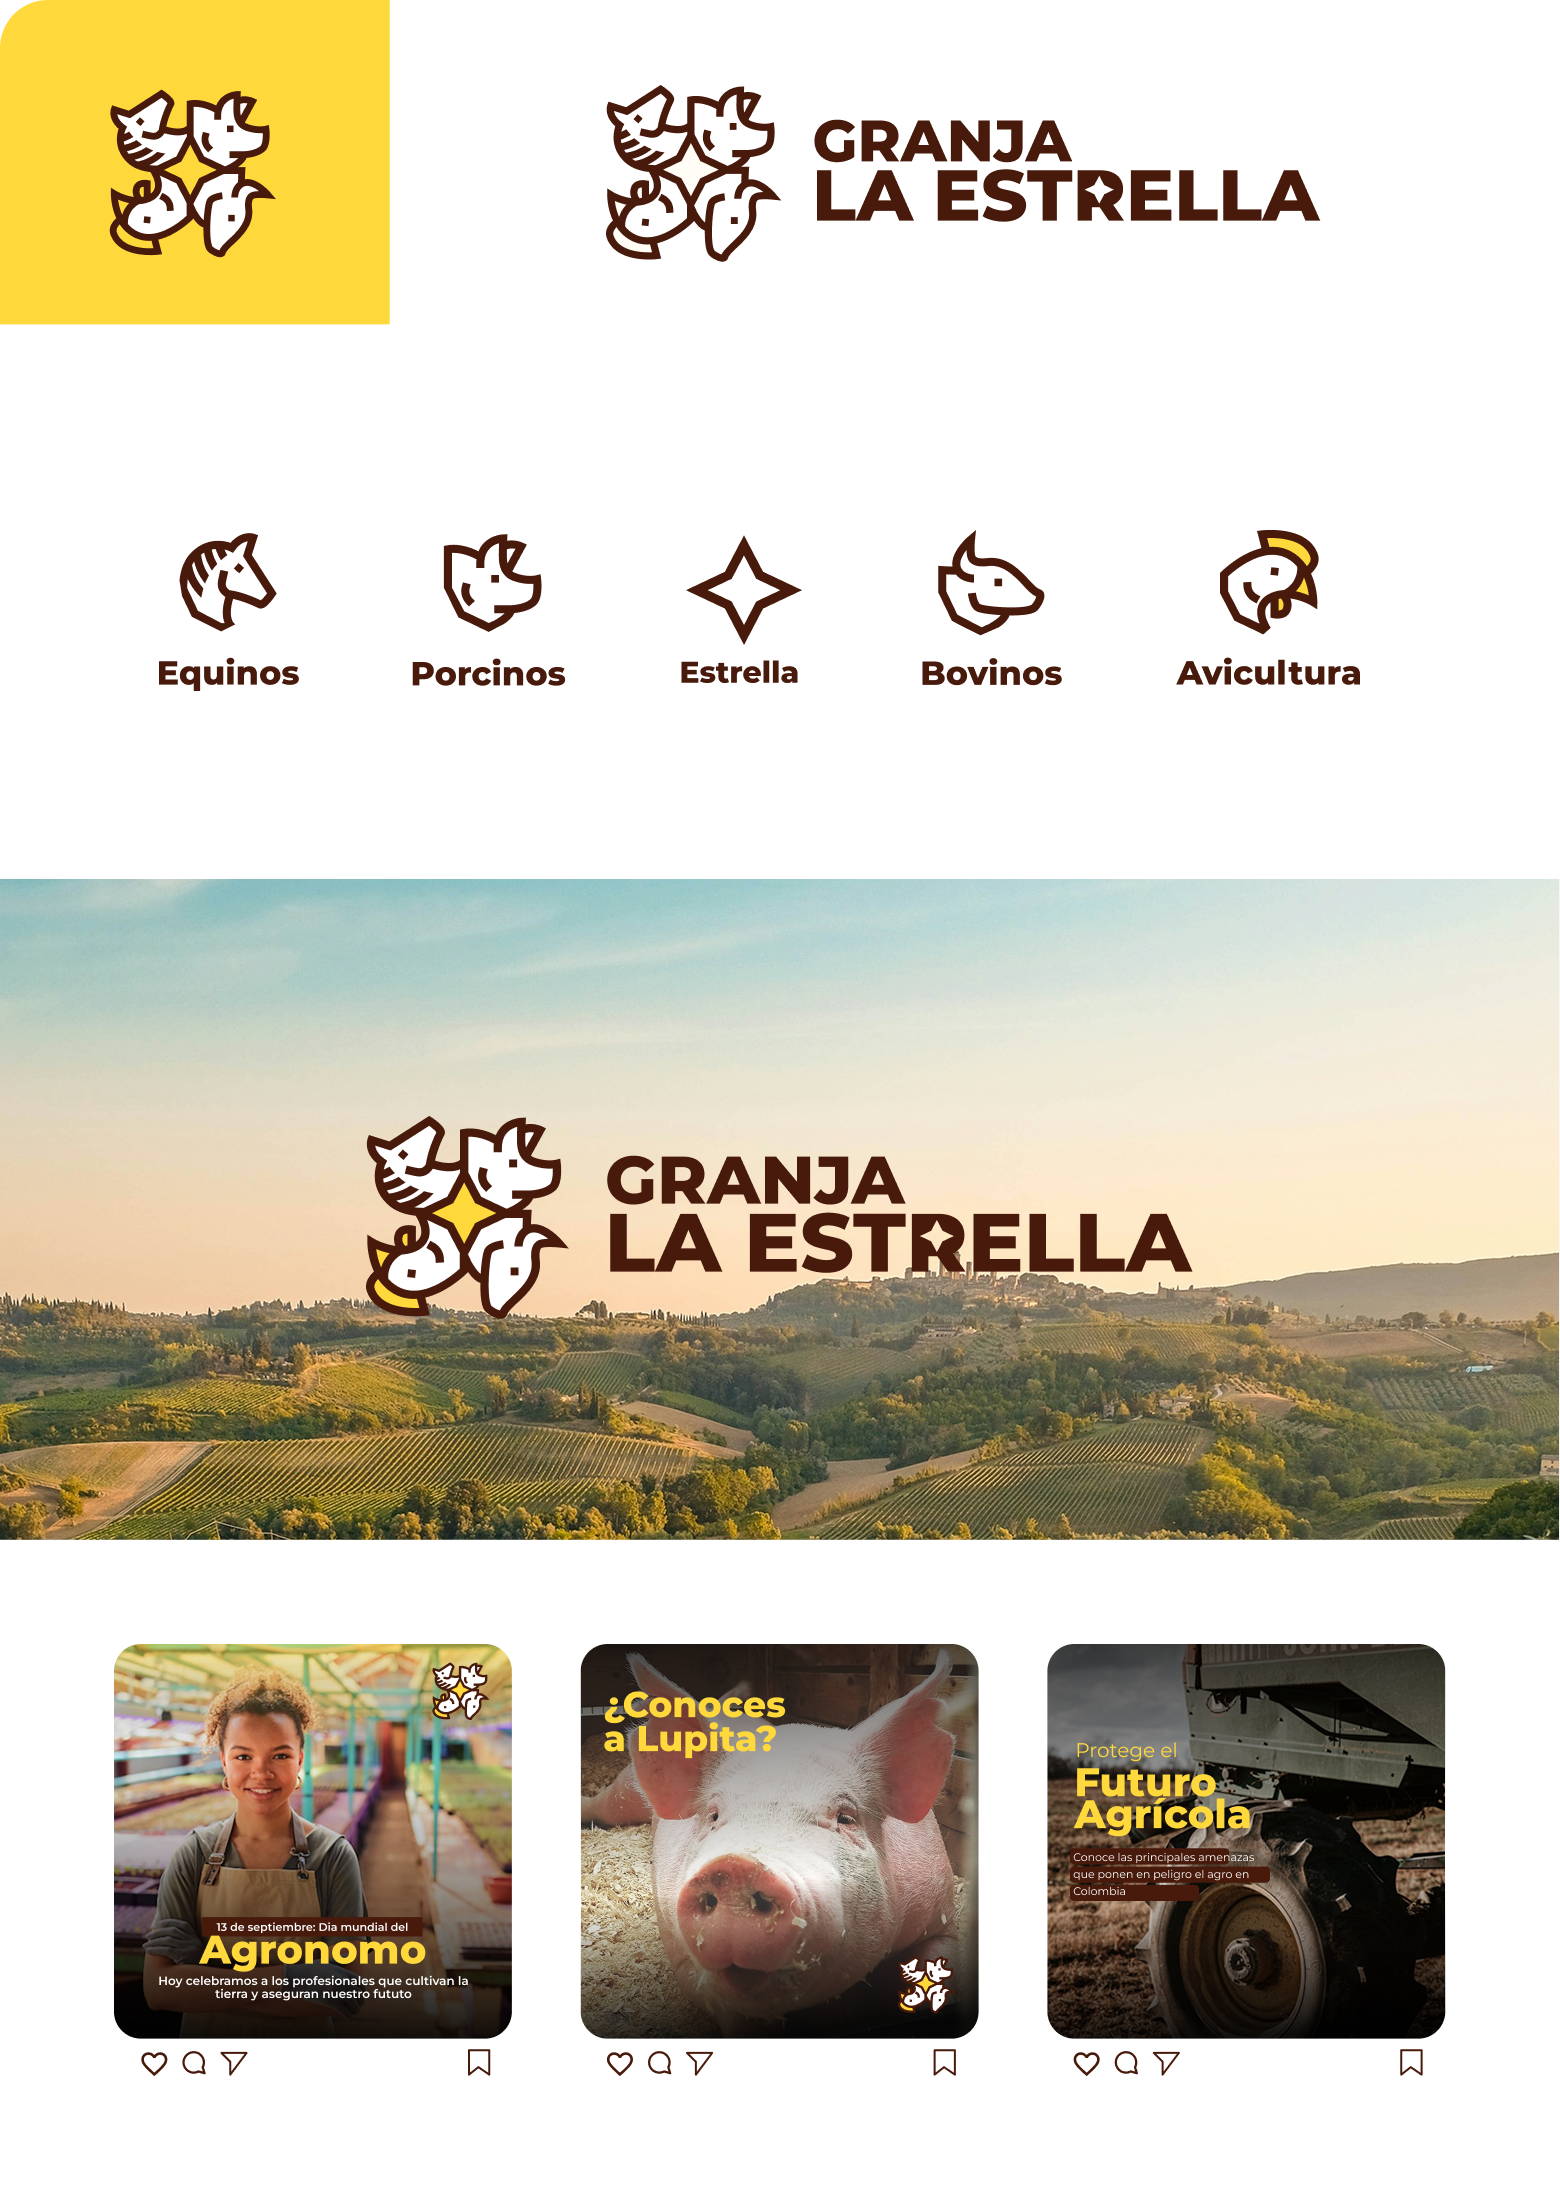 GRANJA
LA ESTRELLA
Equinos
Porcinos
Estrella
Bovinos
Avicultura
GRANJA
LA ESTRELLA
13 de septiembre: Dia mundial del
Agronomo
Hoy celebramos a los profesionales que cultivan la
tierra y aseguran nuestro fututo
¿Conoces
a Lupita?
Protege el
Futuro
Agrícola
Conoce las principales amenazas
que ponen en peligro el agro en
Colombia